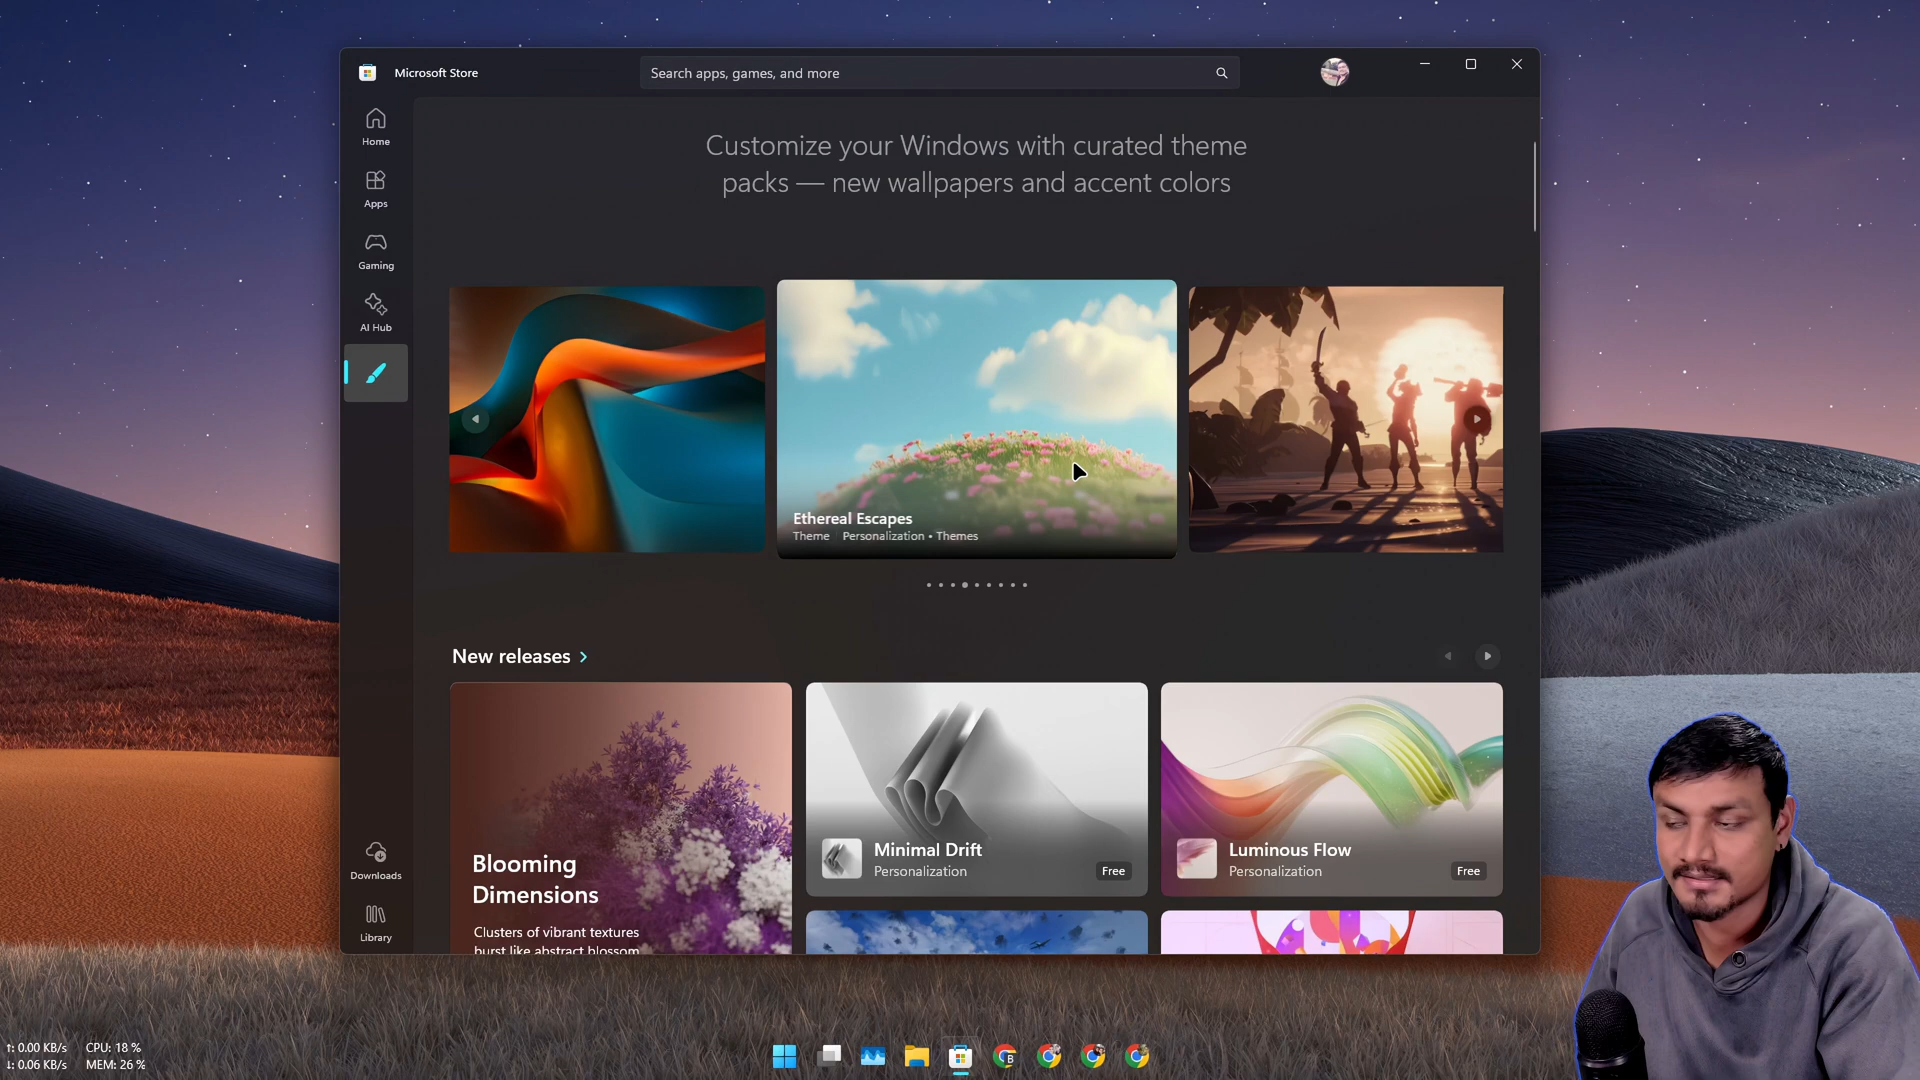 Microsoft Store
Search apps, games, and more
Home
Apps
Gaming
AI Hub
Downloads
Library
Customize your Windows with curated theme
packs — new wallpapers and accent colors
Ethereal Escapes
Theme Personalization • Themes
New releases
Blooming
Dimensions
Clusters of vibrant textures
burst like abstract blossom
Minimal Drift
Personalization
Free
Luminous Flow
Personalization
Free
↑: 0.00 KB/s CPU: 18 %
↓: 0.06 KB/s MEM: 26 %
B